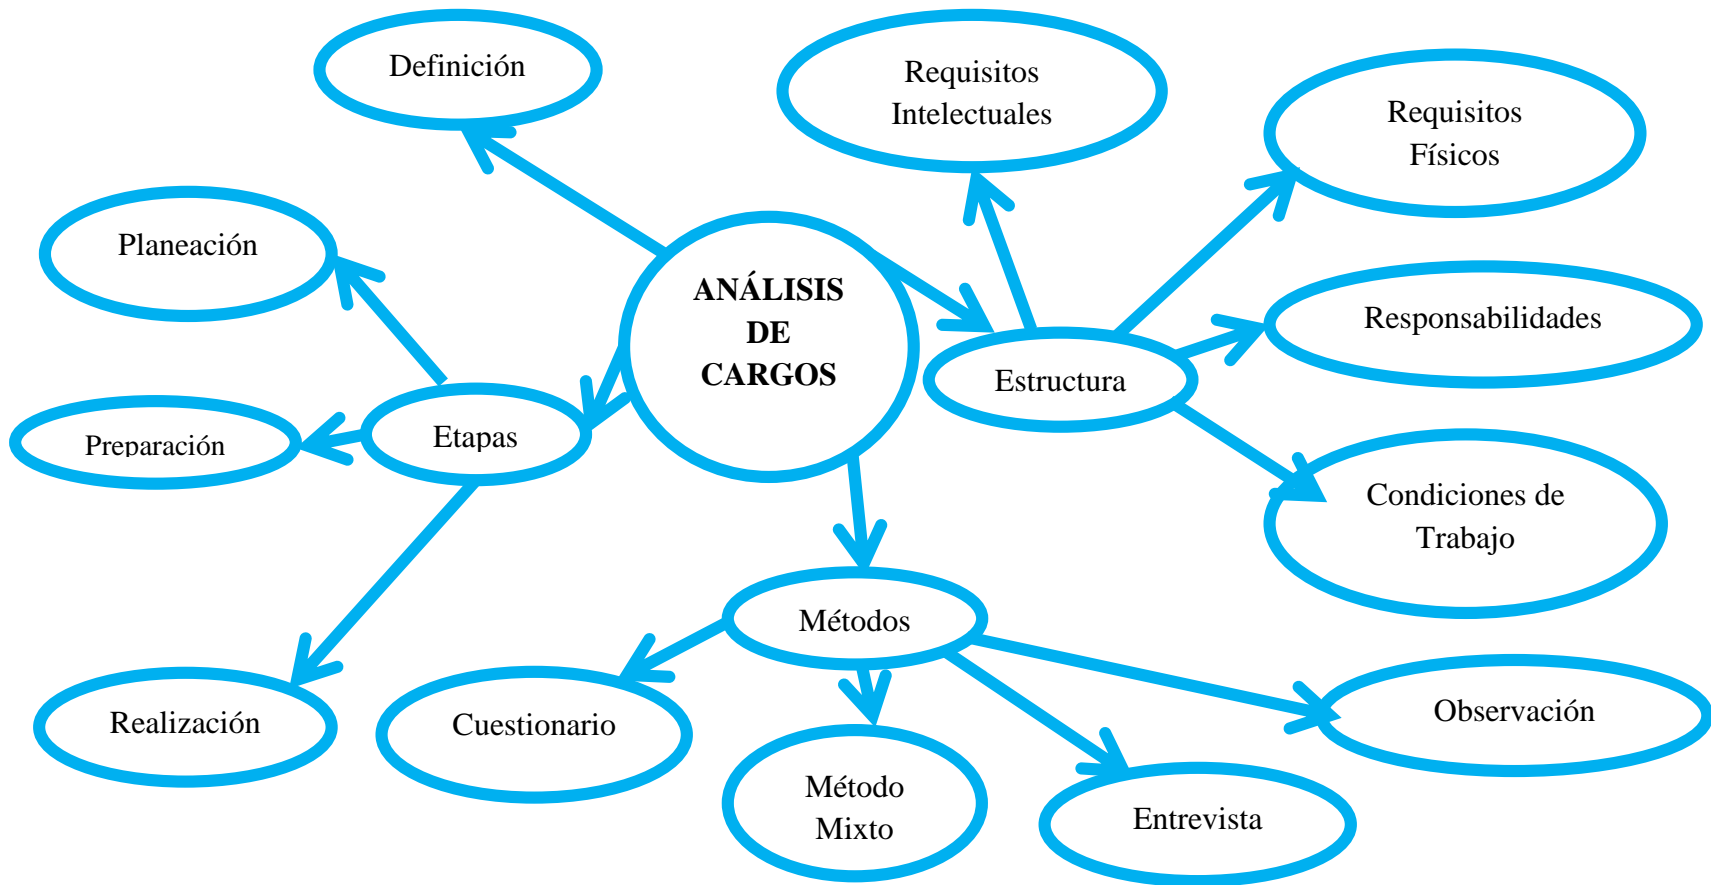 Definición
Requisitos
Intelectuales
Requisitos
Físicos
Planeación
ANÁLISIS
DE
CARGOS
Responsabilidades
Estructura
Preparación
Etapas
Condiciones de
Trabajo
Métodos
Realización
Cuestionario
Observación
Método
Mixto
Entrevista